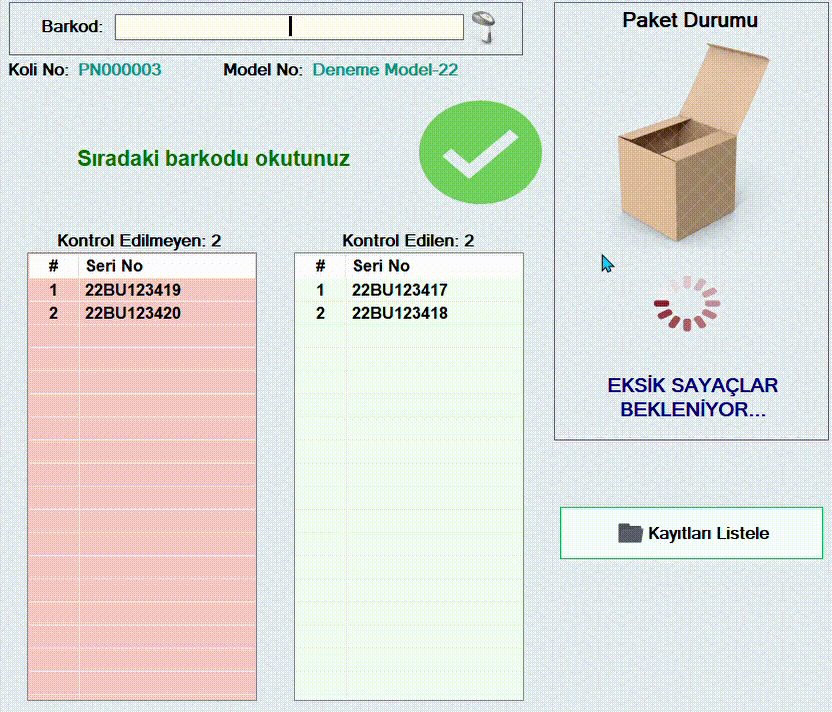 Barkod:
Koli No: PN000003 Model No: Deneme Model-22
Sıradaki barkodu okutunuz
Kontrol Edilmeyen: 2
# Seri No
1 22BU123419
2 22BU123420
Kontrol Edilen: 2
# Seri No
1 22BU123417
2 22BU123418
Paket Durumu
EKSİK SAYAÇLAR
BEKLENİYOR...
Kayıtları Listele